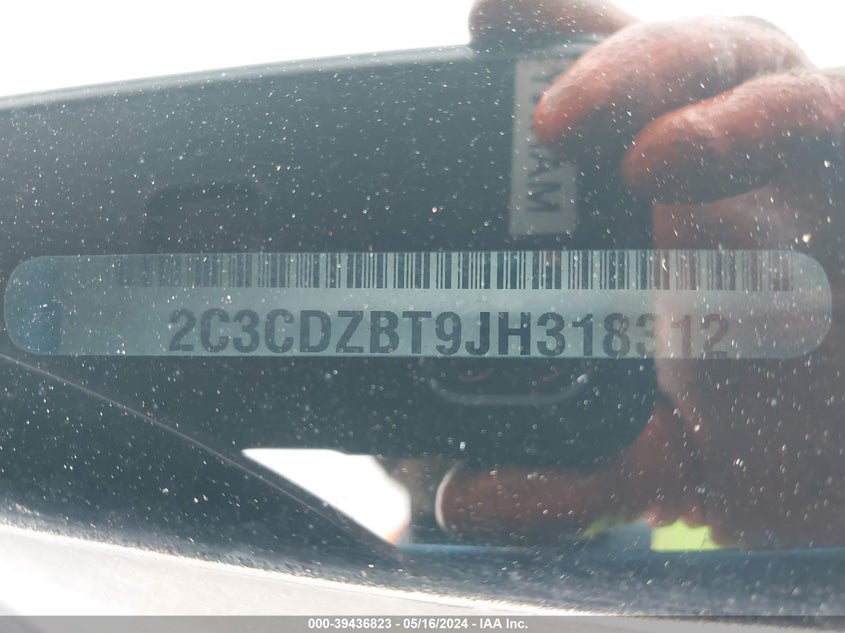 2C3CDZBT9JH318312
000-39436823 - 05/16/2024 - IAA Inc.